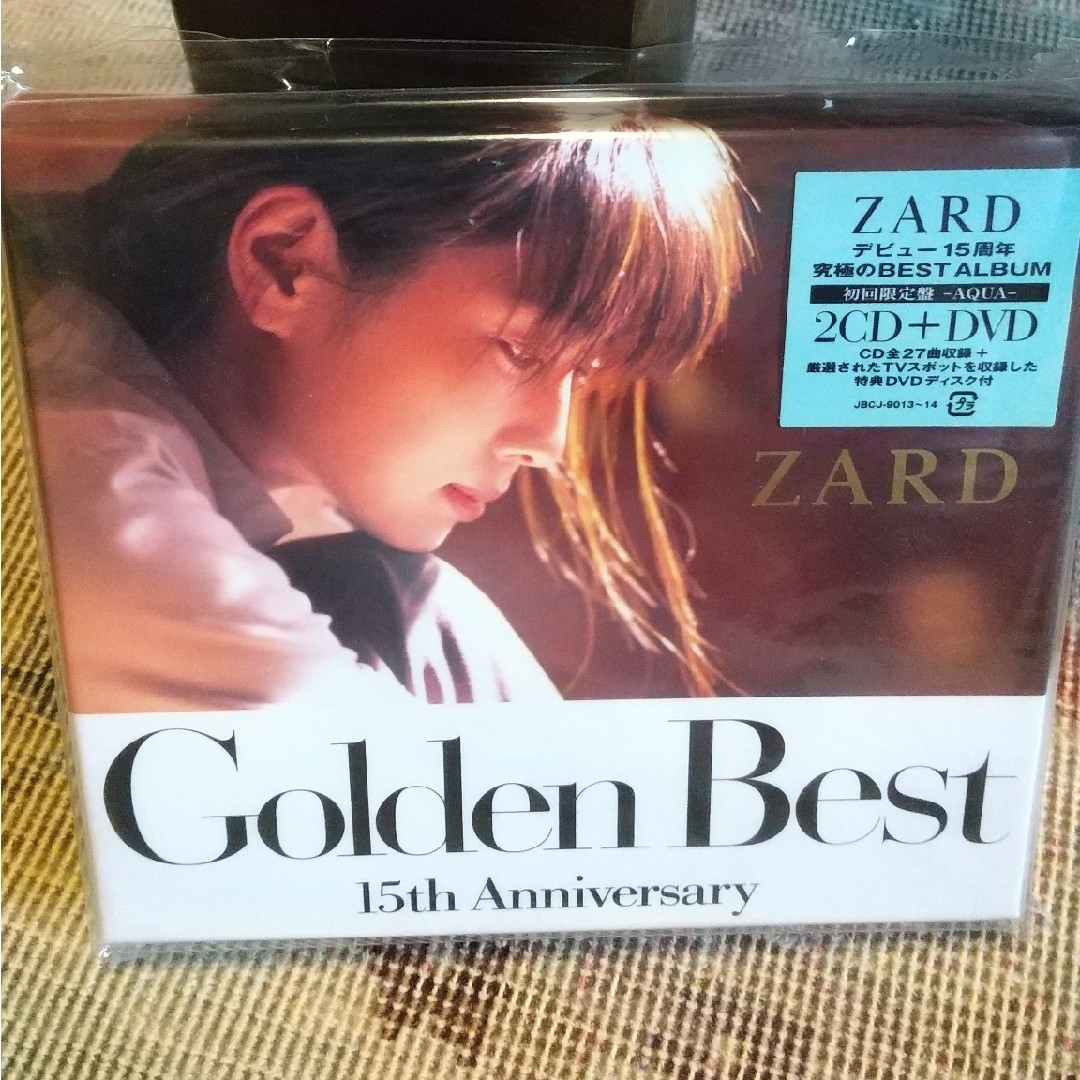 ZARD
デビュー15周年
究極のBEST ALBUM
初回限定盤 -AQUA-
2CD+DVD
CD全27曲収録+
厳選されたTVスポットを収録した
特典DVDディスク付
JBCJ-9013~14 プラ
ZARD
Golden Best
15th Anniversary